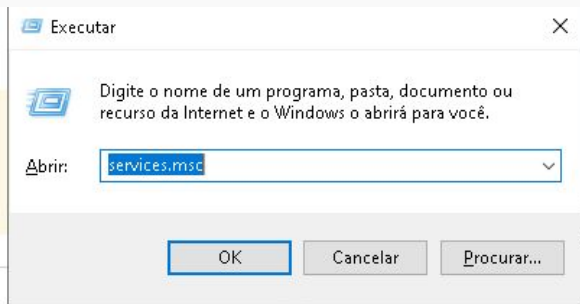 Executar
Digite o nome de um programa, pasta, documento ou
recurso da Internet e o Windows o abrirá para você.
Abrir:
services.msc
OK
Cancelar
Procurar...